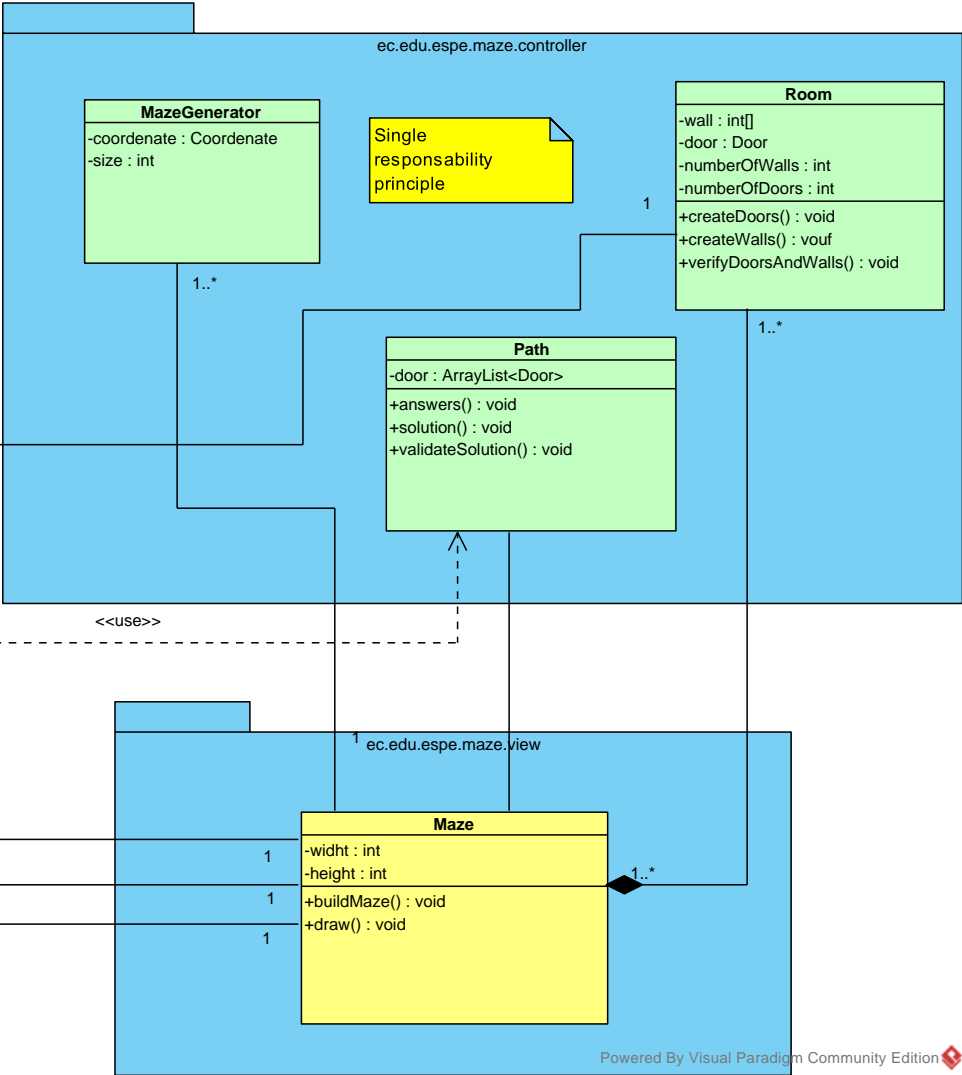 ec.edu.espe.maze.controller
MazeGenerator
-coordenate : Coordenate
-size : int
1..*
Single
responsability
principle
Room
-wall : int[]
-door : Door
-numberOfWalls : int
-numberOfDoors : int
+createDoors() : void
+createWalls() : vouf
+verifyDoorsAndWalls() : void
1
1..*
Path
-door : ArrayList<Door>
+answers() : void
+solution() : void
+validateSolution() : void
<<use>>
1
ec.edu.espe.maze.view
Maze
-widht : int
-height : int
+buildMaze() : void
+draw() : void
1
1
1
1..*
Powered By Visual Paradigm Community Edition